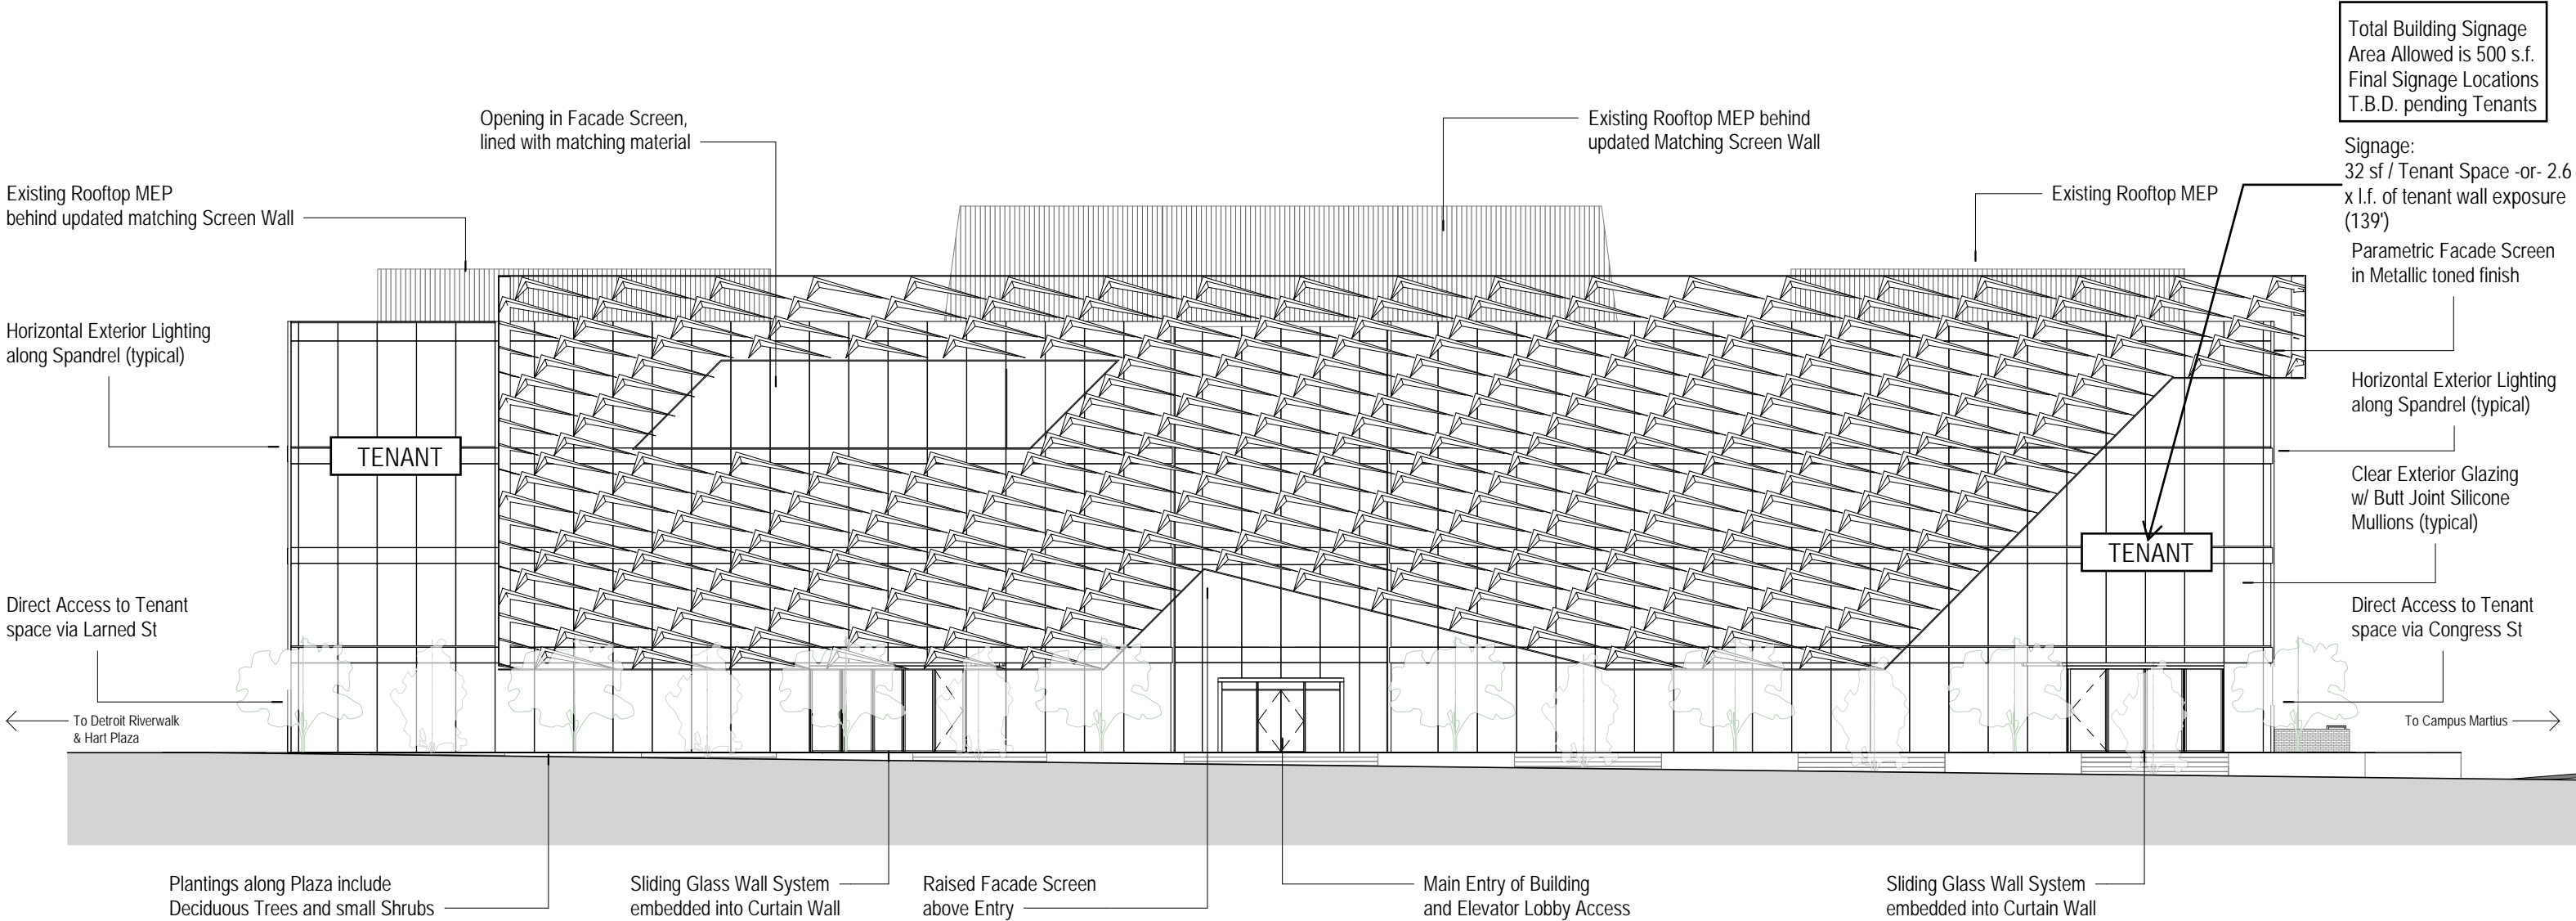 Total Building Signage
Area Allowed is 500 s.f.
Final Signage Locations
T.B.D. pending Tenants
Opening in Facade Screen,
lined with matching material
Existing Rooftop MEP behind
updated Matching Screen Wall
Signage:
32 sf / Tenant Space -or- 2.6
x l.f. of tenant wall exposure
(139')
Existing Rooftop MEP
behind updated matching Screen Wall
Existing Rooftop MEP
Parametric Facade Screen
in Metallic toned finish
Horizontal Exterior Lighting
along Spandrel (typical)
Horizontal Exterior Lighting
along Spandrel (typical)
TENANT
Clear Exterior Glazing
w/ Butt Joint Silicone
Mullions (typical)
TENANT
Direct Access to Tenant
space via Larned St
Direct Access to Tenant
space via Congress St
To Detroit Riverwalk
& Hart Plaza
To Campus Martius
Plantings along Plaza include
Deciduous Trees and small Shrubs
Sliding Glass Wall System
embedded into Curtain Wall
Raised Facade Screen
above Entry
Main Entry of Building
and Elevator Lobby Access
Sliding Glass Wall System
embedded into Curtain Wall